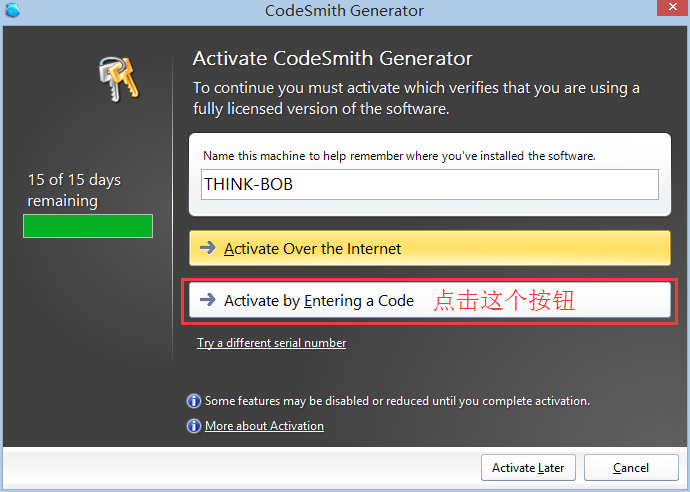 CodeSmith Generator
Activate CodeSmith Generator
To continue you must activate which verifies that you are using a
fully licensed version of the software.
15 of 15 days
remaining
Name this machine to help remember where you've installed the software.
THINK-BOB
Activate Over the Internet
Activate by Entering a Code 点击这个按钮
Try a different serial number
Some features may be disabled or reduced until you complete activation.
More about Activation
Activate Later Cancel